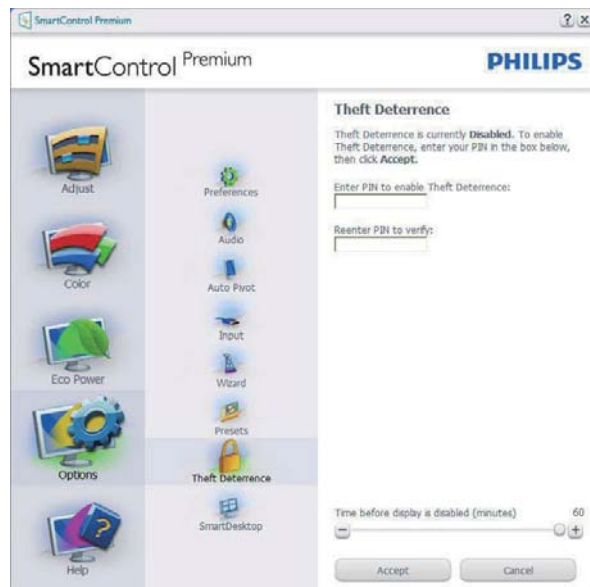 SmartControl Premium
? x
SmartControl Premium
PHILIPS
Adjust
Color
Eco Power
Options
Help
Preferences
Audio
Auto Pivot
Input
Wizard
Presets
Theft Deterrence
SmartDesktop
Theft Deterrence
Theft Deterrence is currently Disabled. To enable
Theft Deterrence, enter your PIN in the box below,
then click Accept.
Enter PIN to enable Theft Deterrence:
Reenter PIN to verify:
Time before display is disabled (minutes) 60
- +
Accept Cancel